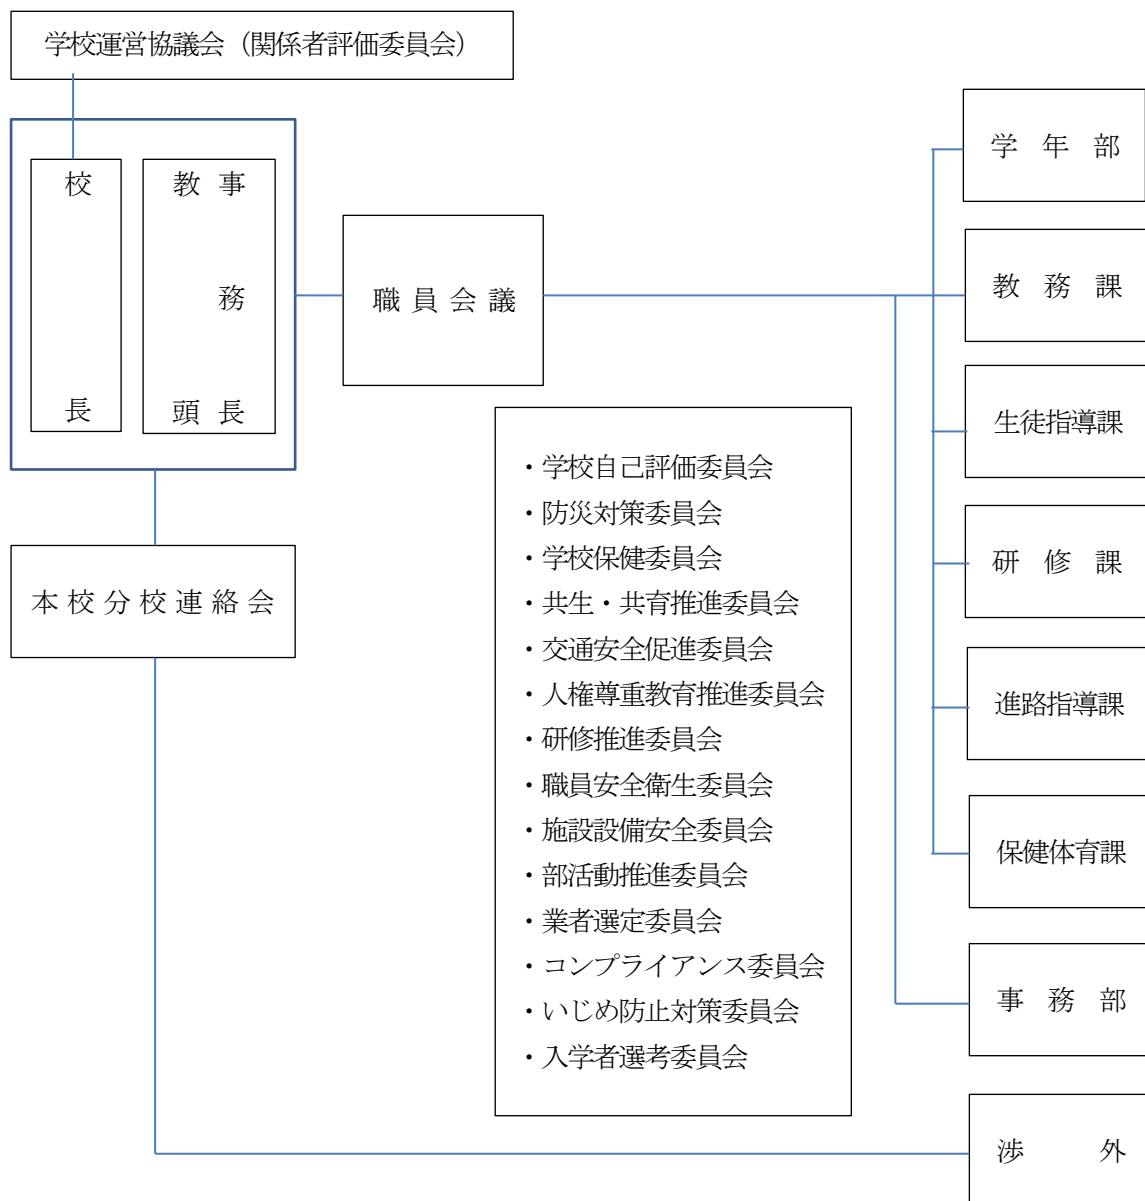 学校運営協議会（関係者評価委員会）
校長
教頭
事務長
職員会議
本校分校連絡会
・学校自己評価委員会
・防災対策委員会
・学校保健委員会
・共生・共育推進委員会
・交通安全促進委員会
・人権尊重教育推進委員会
・研修推進委員会
・職員安全衛生委員会
・施設設備安全委員会
・部活動推進委員会
・業者選定委員会
・コンプライアンス委員会
・いじめ防止対策委員会
・入学者選考委員会
学年部
教務課
生徒指導課
研修課
進路指導課
保健体育課
事務部
渉外